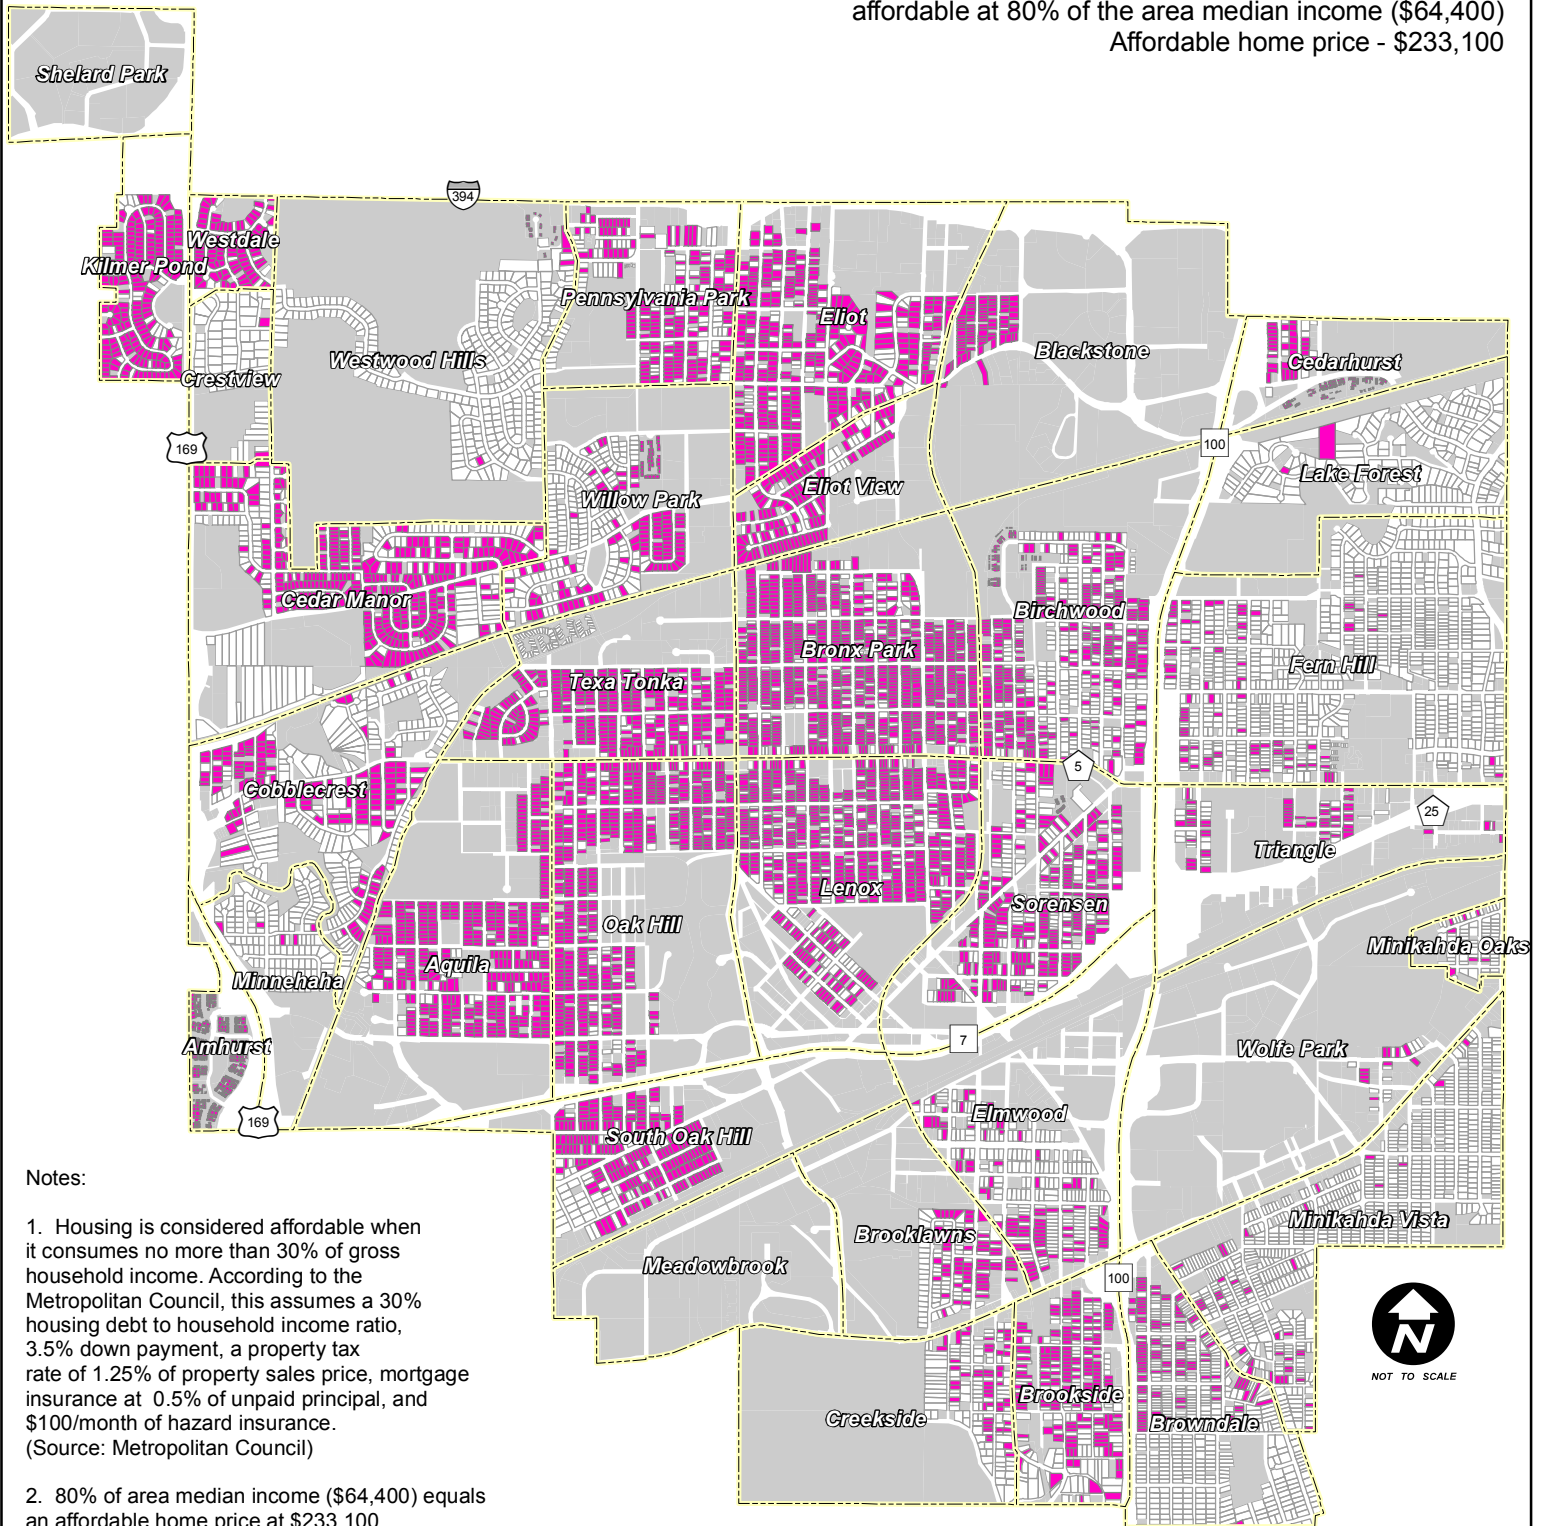 affordable at 80% of the area median income ($64,400)
Affordable home price - $233,100
Shelard Park
394
Westdale
Kilmer Pond
Pennsylvania Park
Eliot
Blackstone
Cedarhurst
Westwood Hills
Crestview
169
100
Lake Forest
Willow Park
Eliot View
Cedar Manor
Birchwood
Bronx Park
Fern Hill
Texa Tonka
5
Cobblecrest
25
Triangle
Lenox
Sorensen
Oak Hill
Minikahda Oaks
Aquila
Minnehaha
Amhurst
7
Wolfe Park
169
Elmwood
South Oak Hill
Minikahda Vista
Brooklawns
Meadowbrook
100
N
NOT TO SCALE
Brookside
Creekside
Browndale
Notes:
1. Housing is considered affordable when
it consumes no more than 30% of gross
household income. According to the
Metropolitan Council, this assumes a 30%
housing debt to household income ratio,
3.5% down payment, a property tax
rate of 1.25% of property sales price, mortgage
insurance at 0.5% of unpaid principal, and
$100/month of hazard insurance.
(Source: Metropolitan Council)
2. 80% of area median income ($64,400) equals
an affordable home price at $233,100